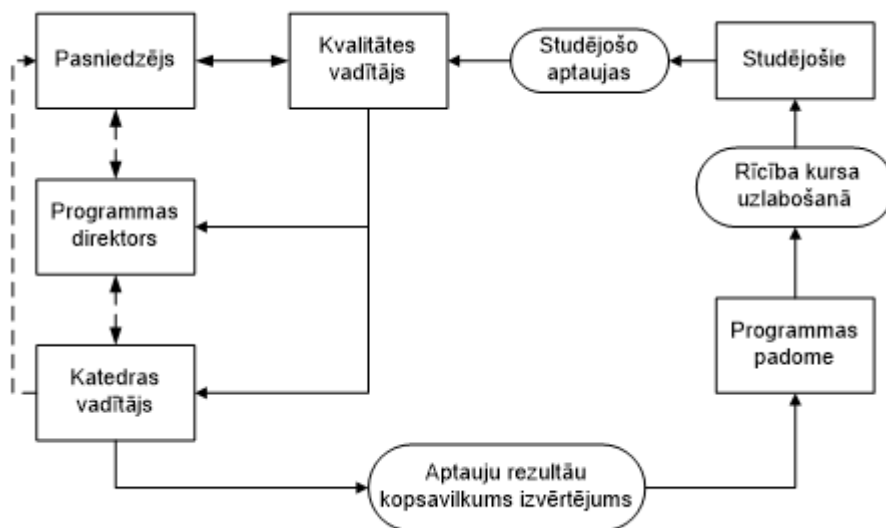 Pasniedzējs
Kvalitātes
vadītājs
Studējošo
aptaujas
Studējošie
Rīcība kursa
uzlabošanā
Programmas
direktors
Programmas
padome
Katedras
vadītājs
Aptauju rezultāu
kopsavilkums izvērtējums